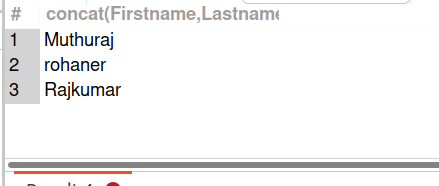 # concat(Firstname,Lastname
1 Muthuraj
2 rohaner
3 Rajkumar